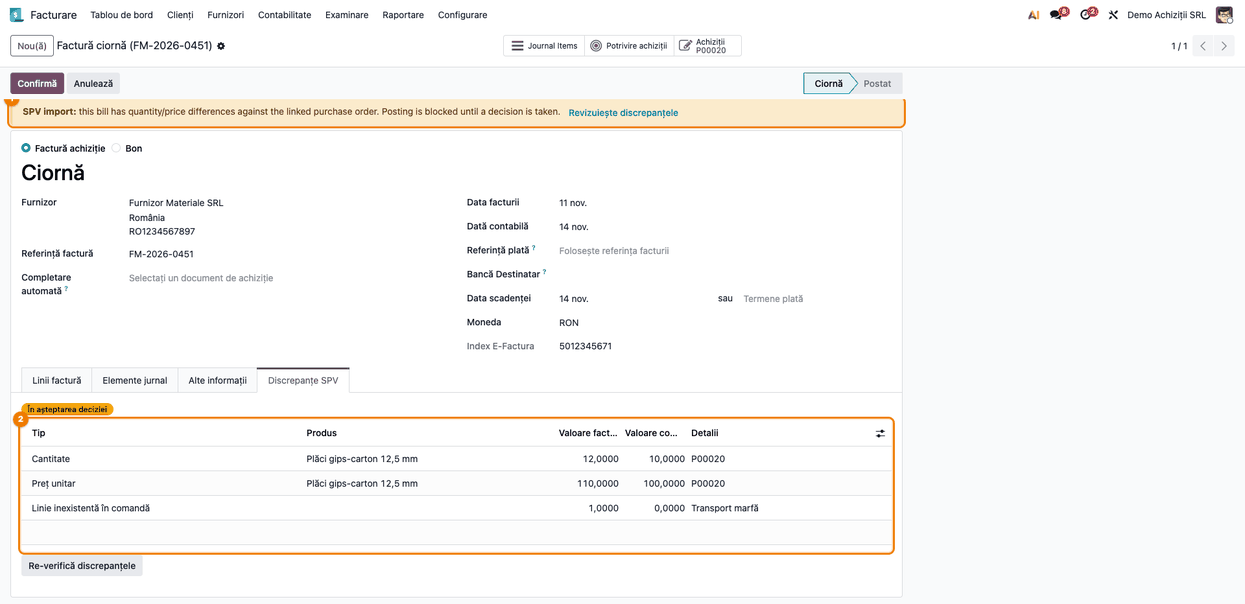 Facturare Tablou de bord Clienți Furnizori Contabilitate Examinare Raportare Configurare AI 8 2 Demo Achiziții SRL
Nou(ă) Factură ciornă (FM-2026-0451) Journal Items Potrivire achiziții Achiziții P00020 1 / 1
Confirmă Anulează Ciornă Postat
SPV import: this bill has quantity/price differences against the linked purchase order. Posting is blocked until a decision is taken. Revizuiește discrepanțele
Factură achiziție Bon
Ciornă
Furnizor Furnizor Materiale SRL
România
RO1234567897
Referință factură FM-2026-0451
Completare automată ? Selectați un document de achiziție
Data facturii 11 nov.
Dată contabilă 14 nov.
Referință plată ? Folosește referința facturii
Bancă Destinatar ?
Data scadenței 14 nov. sau Termene plată
Moneda RON
Index E-Factura 5012345671
Linii factură Elemente jurnal Alte informații Discrepanțe SPV
În așteptarea deciziei
2
Tip Produs Valoare fact... Valoare co... Detalii
Cantitate Plăci gips-carton 12,5 mm 12,0000 10,0000 P00020
Preț unitar Plăci gips-carton 12,5 mm 110,0000 100,0000 P00020
Linie inexistentă în comandă 1,0000 0,0000 Transport marfă
Re-verifică discrepanțele